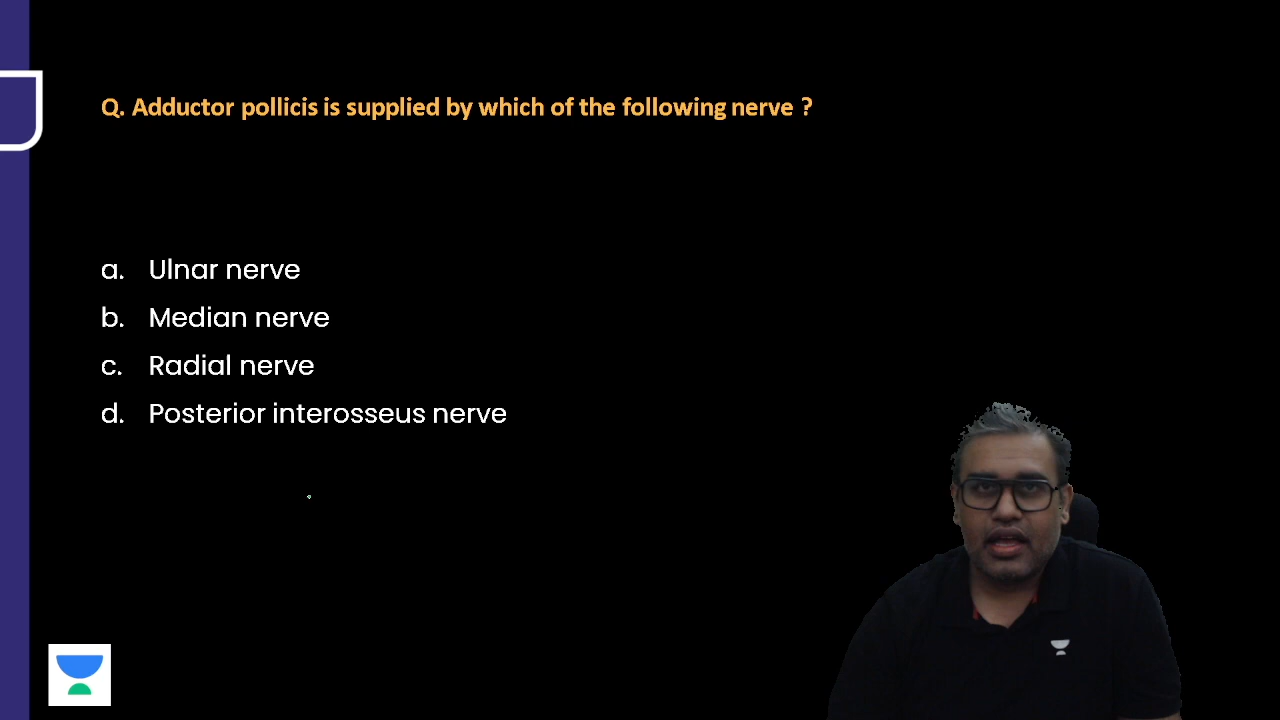 Q. Adductor pollicis is supplied by which of the following nerve ?
a. Ulnar nerve
b. Median nerve
c. Radial nerve
d. Posterior interosseus nerve